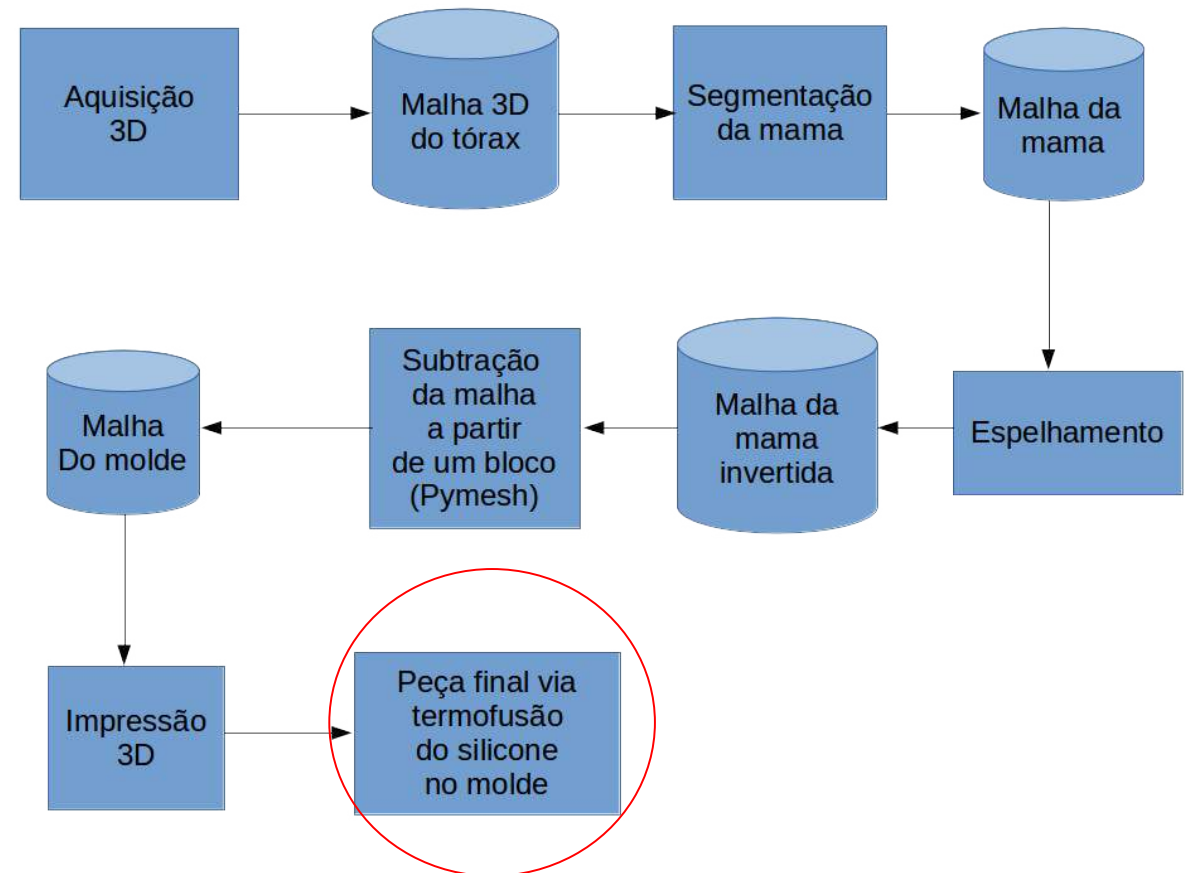 Aquisição
3D
Malha 3D
do tórax
Segmentação
da mama
Malha da
mama
Espelhamento
Malha da
mama
invertida
Subtração
da malha
a partir
de um bloco
(Pymesh)
Malha
Do molde
Impressão
3D
Peça final via
termofusão
do silicone
no molde